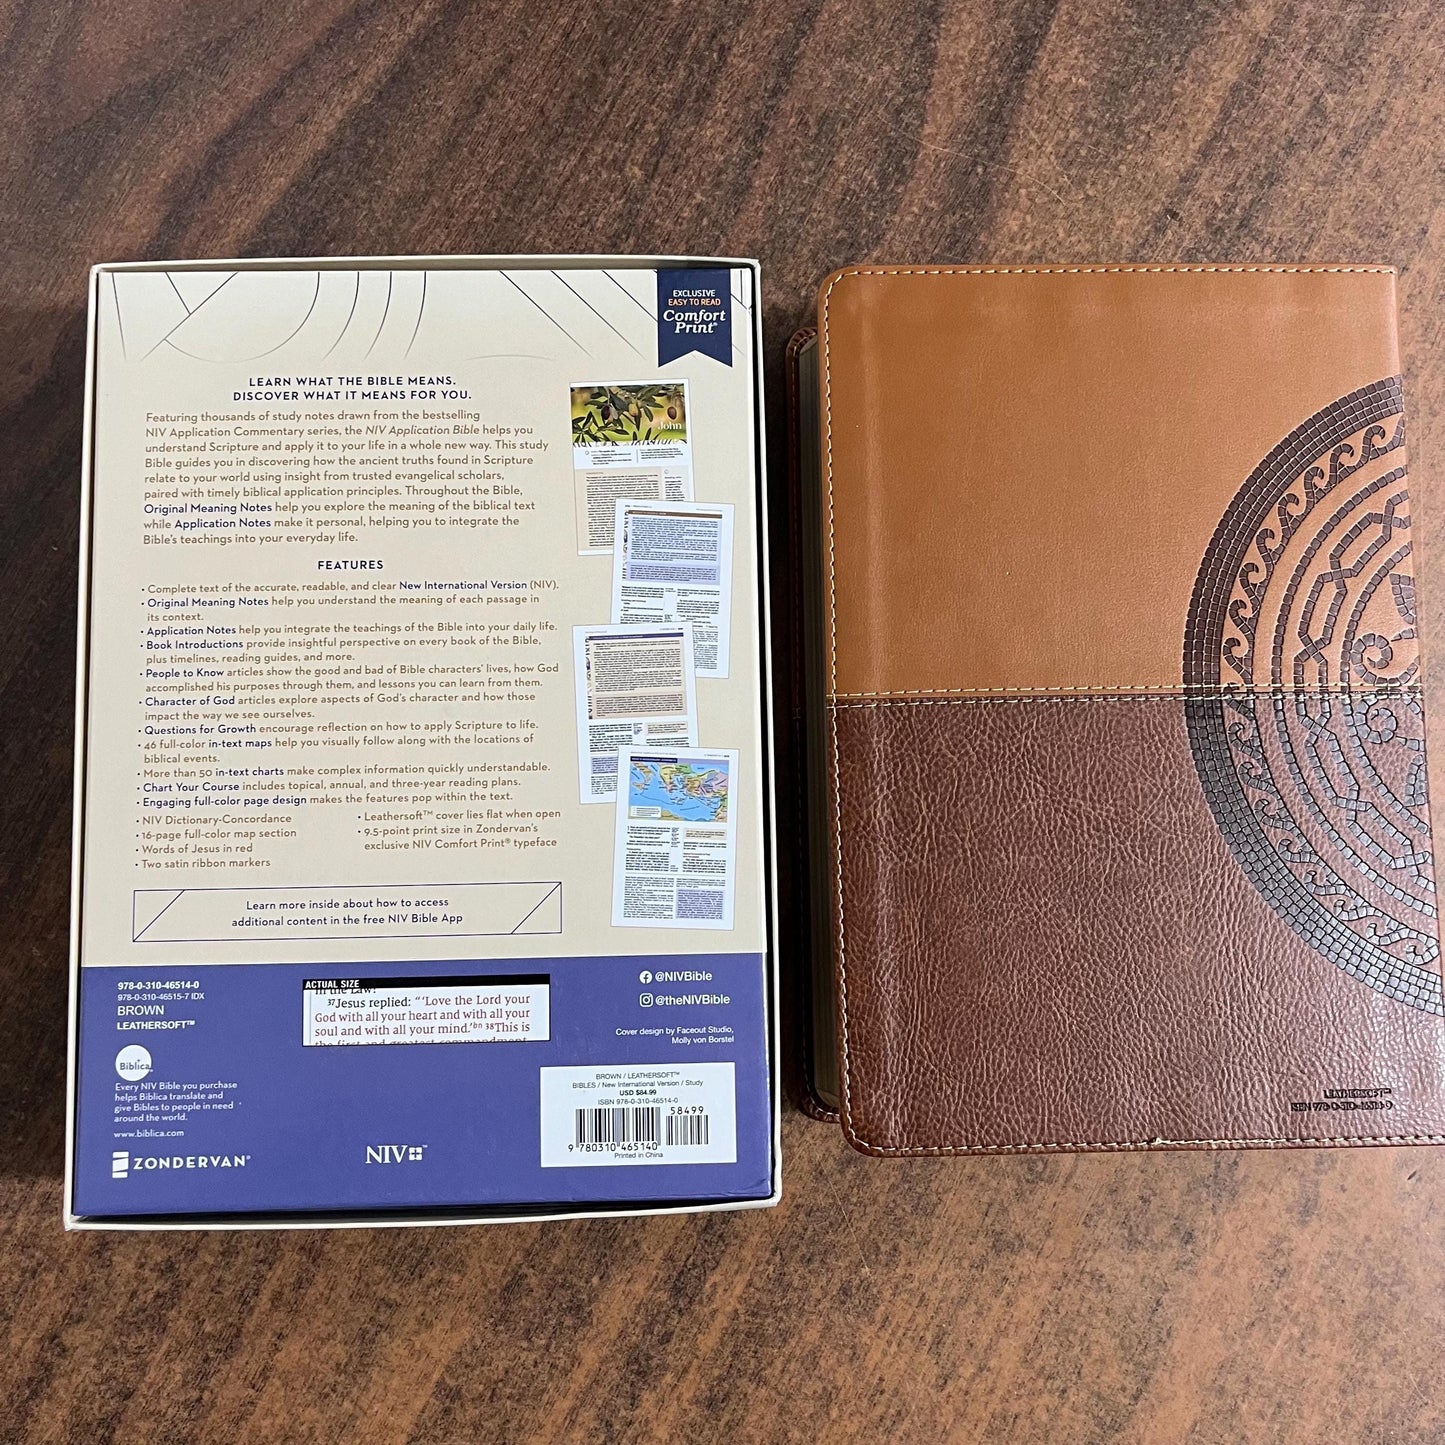 EXCLUSIVE
EASY TO READ
Comfort
Print®
LEARN WHAT THE BIBLE MEANS.
DISCOVER WHAT IT MEANS FOR YOU.
Featuring thousands of study notes drawn from the bestselling
NIV Application Commentary series, the NIV Application Bible helps you
understand Scripture and apply it to your life in a whole new way. This study
Bible guides you in discovering how the ancient truths found in Scripture
relate to your world using insight from trusted evangelical scholars,
paired with timely biblical application principles. Throughout the Bible,
Original Meaning Notes help you explore the meaning of the biblical text
while Application Notes make it personal, helping you to integrate the
Bible's teachings into your everyday life.
FEATURES
• Complete text of the accurate, readable, and clear New International Version (NIV).
• Original Meaning Notes help you understand the meaning of each passage in
its context.
• Application Notes help you integrate the teachings of the Bible into your daily life.
• Book Introductions provide insightful perspective on every book of the Bible,
plus timelines, reading guides, and more.
• People to Know articles show the good and bad of Bible characters' lives, how God
accomplished his purposes through them, and lessons you can learn from them.
• Character of God articles explore aspects of God's character and how those
impact the way we see ourselves.
• Questions for Growth encourage reflection on how to apply Scripture to life.
• 46 full-color in-text maps help you visually follow along with the locations of
biblical events.
• More than 50 in-text charts make complex information quickly understandable.
• Chart Your Course includes topical, annual, and three-year reading plans.
• Engaging full-color page design makes the features pop within the text.
• NIV Dictionary-Concordance
• 16-page full-color map section
• Words of Jesus in red
• Two satin ribbon markers
• Leathersoft™ cover lies flat when open
• 9.5-point print size in Zondervan's
exclusive NIV Comfort Print® typeface
John
Learn more inside about how to access
additional content in the free NIV Bible App
978-0-310-46514-0
978-0-310-46515-7 IDX
BROWN
LEATHERSOFT™
Biblica
Every NIV Bible you purchase
helps Biblica translate and
give Bibles to people in need
around the world.
www.biblica.com
ZONDERVAN®
ACTUAL SIZE
in the Law?"
37Jesus replied: "'Love the Lord your
God with all your heart and with all your
soul and with all your mind.'bn 38This is
the first and greatest commandment.
NIV™
@NIVBible
@theNIVBible
Cover design by Faceout Studio,
Molly von Borstel
BROWN / LEATHERSOFT™
BIBLES / New International Version / Study
USD $84.99
ISBN 978-0-310-46514-0
58499
9 780310 465140
Printed in China
LEATHERSOFT™
ISBN 978-0-310-46514-0